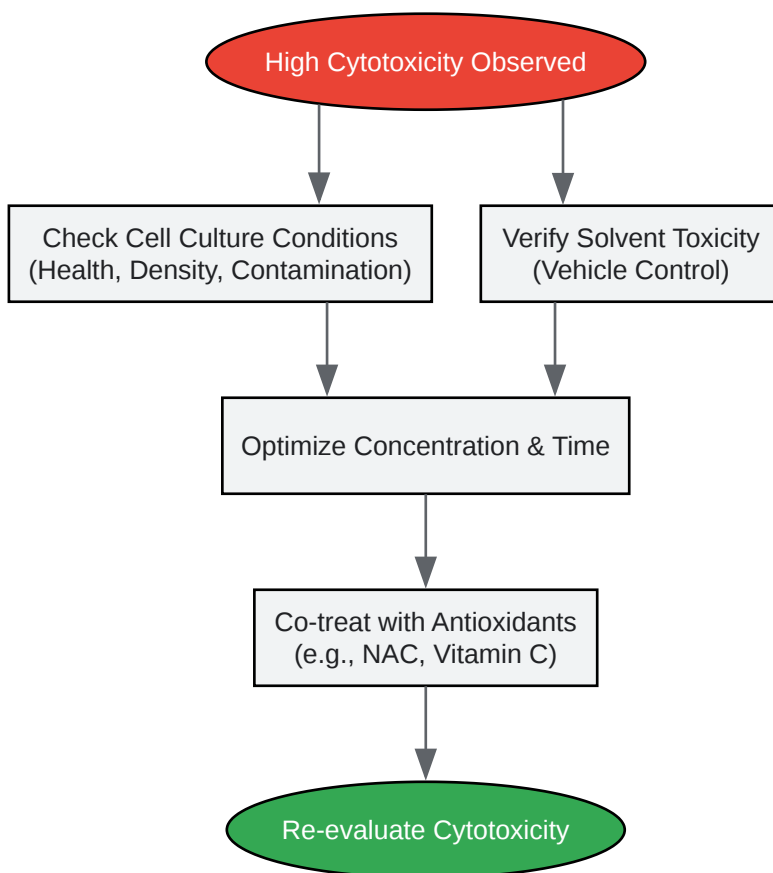 High Cytotoxicity Observed
Check Cell Culture Conditions
(Health, Density, Contamination)
Verify Solvent Toxicity
(Vehicle Control)
Optimize Concentration & Time
Co-treat with Antioxidants
(e.g., NAC, Vitamin C)
Re-evaluate Cytotoxicity